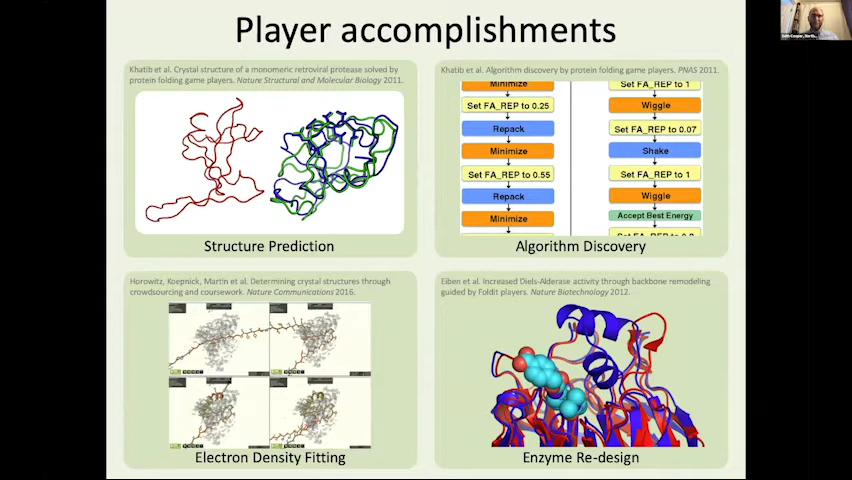 Player accomplishments
Khatib et al. Crystal structure of a monomeric retroviral protease solved by
protein folding game players. Nature Structural and Molecular Biology 2011.
Structure Prediction
Khatib et al. Algorithm discovery by protein folding game players. PNAS 2011.
Minimize
Set FA_REP to 0.25
Repack
Minimize
Set FA_REP to 0.55
Repack
Minimize
Set FA_REP to 1
Wiggle
Set FA_REP to 0.07
Shake
Set FA_REP to 1
Wiggle
Accept Best Energy
Algorithm Discovery
Horowitz, Koepnick, Martin et al. Determining crystal structures through
crowdsourcing and coursework. Nature Communications 2016.
Electron Density Fitting
Eiben et al. Increased Diels-Alderase activity through backbone remodeling
guided by Foldit players. Nature Biotechnology 2012.
Enzyme Re-design